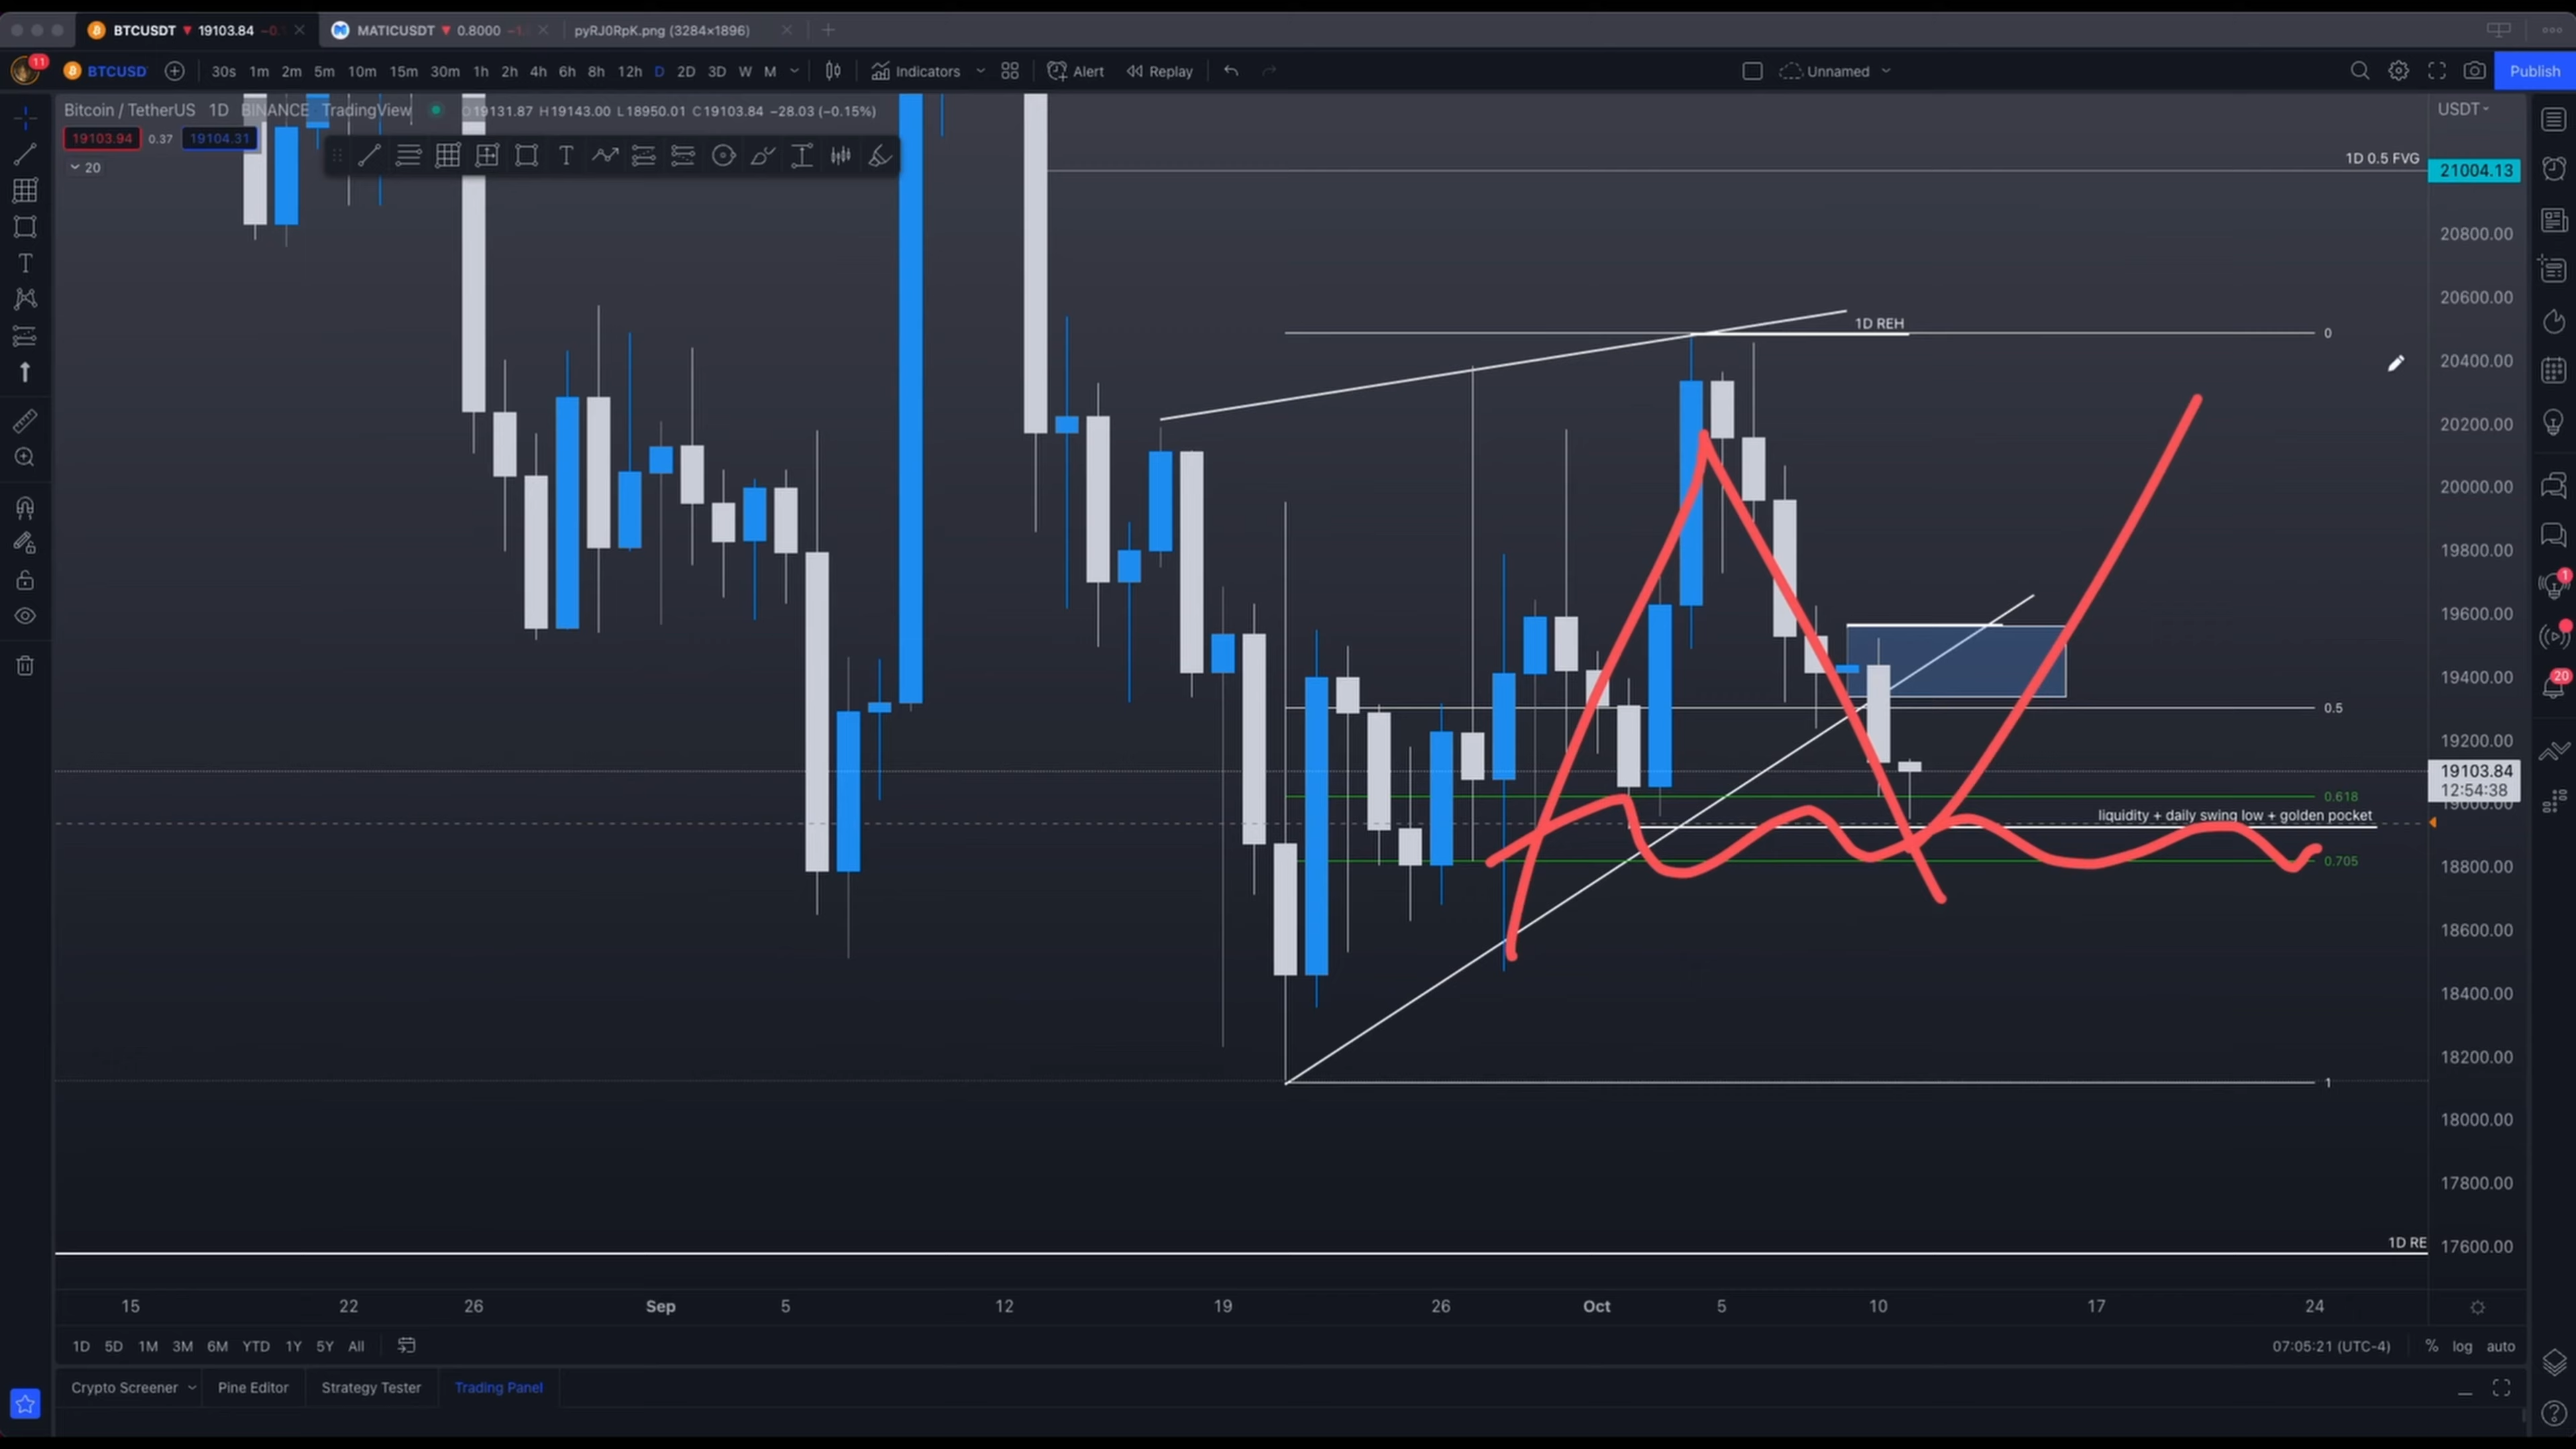 BTCUSDT ▼ 19103.84 −0.
MATICUSDT ▼ 0.8000 −1.
pyRJ0RpK.png (3284×1896)
11
BTCUSD
30s 1m 2m 5m 10m 15m 30m 1h 2h 4h 6h 8h 12h D 2D 3D W M
Indicators
Alert
Replay
Unnamed
Publish
Bitcoin / TetherUS 1D BINANCE TradingView
O19131.87 H19143.00 L18950.01 C19103.84 −28.03 (−0.15%)
USDT
19103.94 0.37 19104.31
20
1D 0.5 FVG
21004.13
20800.00
20600.00
1D REH
0
20400.00
20200.00
20000.00
19800.00
19600.00
19400.00
0.5
19200.00
19103.84
12:54:38
19000.00
0.618
liquidity + daily swing low + golden pocket
0.705
18800.00
18600.00
18400.00
18200.00
1
18000.00
17800.00
1D RE
17600.00
1
20
15 22 26 Sep 5 12 19 26 Oct 5 10 17 24
1D 5D 1M 3M 6M YTD 1Y 5Y All
07:05:21 (UTC-4) % log auto
Crypto Screener Pine Editor Strategy Tester Trading Panel